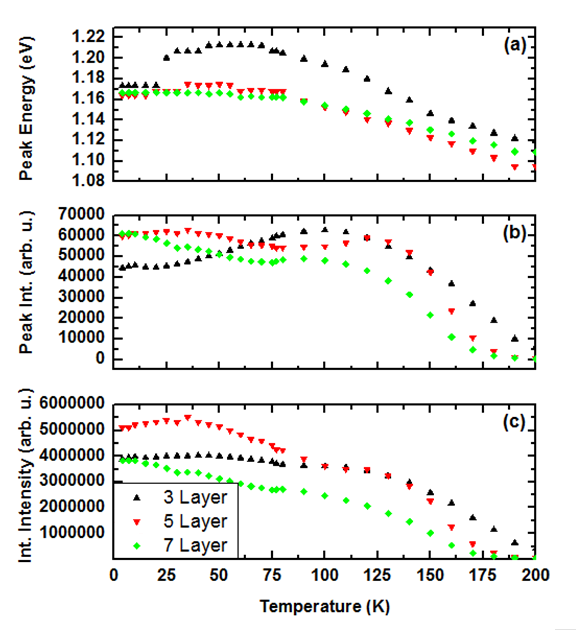 (a)
Peak Energy (eV)
1.22
1.20
1.18
1.16
1.14
1.12
1.10
1.08
(b)
Peak Int. (arb. u.)
70000
60000
50000
40000
30000
20000
10000
0
(c)
Int. Intensity (arb. u.)
6000000
5000000
4000000
3000000
2000000
1000000
3 Layer
5 Layer
7 Layer
0 25 50 75 100 125 150 175 200
Temperature (K)